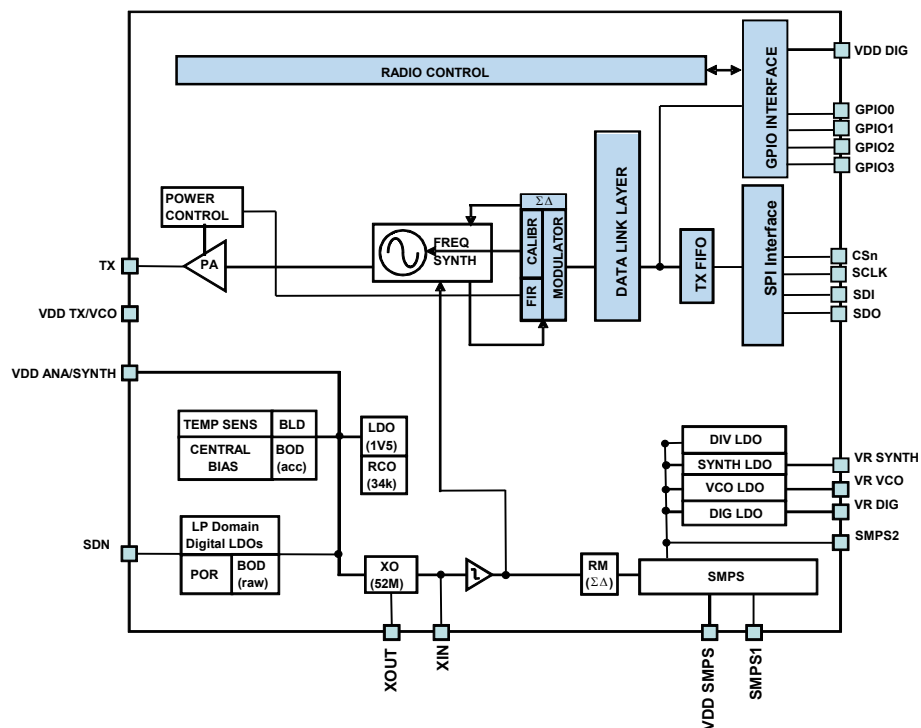 RADIO CONTROL
GPIO INTERFACE
VDD DIG
GPIO0
GPIO1
GPIO2
GPIO3
POWER
CONTROL
PA
TX
FREQ
SYNTH
ΣΔ
CALIBR
FIR
MODULATOR
DATA LINK LAYER
TX FIFO
SPI Interface
CSn
SCLK
SDI
SDO
VDD TX/VCO
VDD ANA/SYNTH
TEMP SENS
BLD
CENTRAL
BIAS
BOD
(acc)
LDO
(1V5)
RCO
(34k)
DIV LDO
SYNTH LDO
VCO LDO
DIG LDO
VR SYNTH
VR VCO
VR DIG
SMPS2
SDN
LP Domain
Digital LDOs
POR
BOD
(raw)
XO
(52M)
RM
(ΣΔ)
SMPS
XOUT
XIN
VDD SMPS
SMPS1